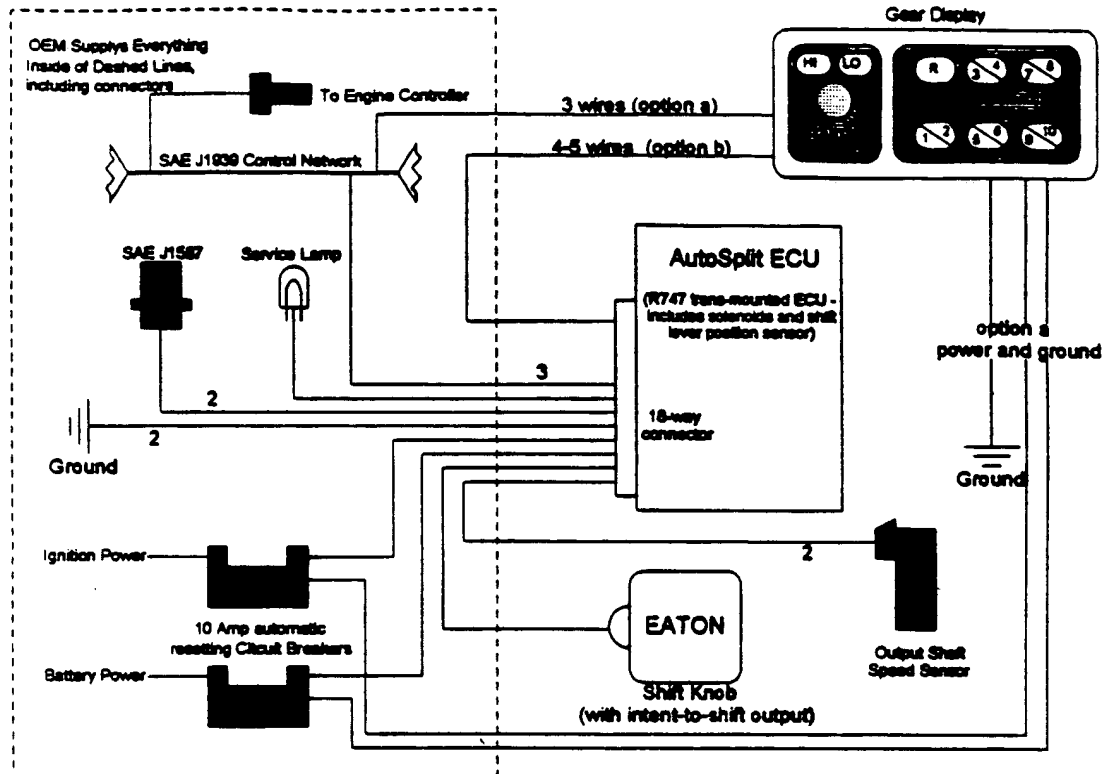 Gear Display
OEM Supplys Everything
Inside of Dashed Lines,
including connectors
To Engine Controller
3 wires (option a)
4-5 wires (option b)
HI LO
R 3 4 7 8
1 2 5 6 9 10
SAE J1939 Control Network
SAE J1587
Service Lamp
AutoSplit ECU
(R747 trans-mounted ECU -
includes solenoids and shift
lever position sensor)
option a
power and ground
3
2
2
18-way
connector
Ground
Ground
Ignition Power
2
10 Amp automatic
resetting Circuit Breakers
EATON
Battery Power
Output Shaft
Speed Sensor
Shift Knob
(with intent-to-shift output)